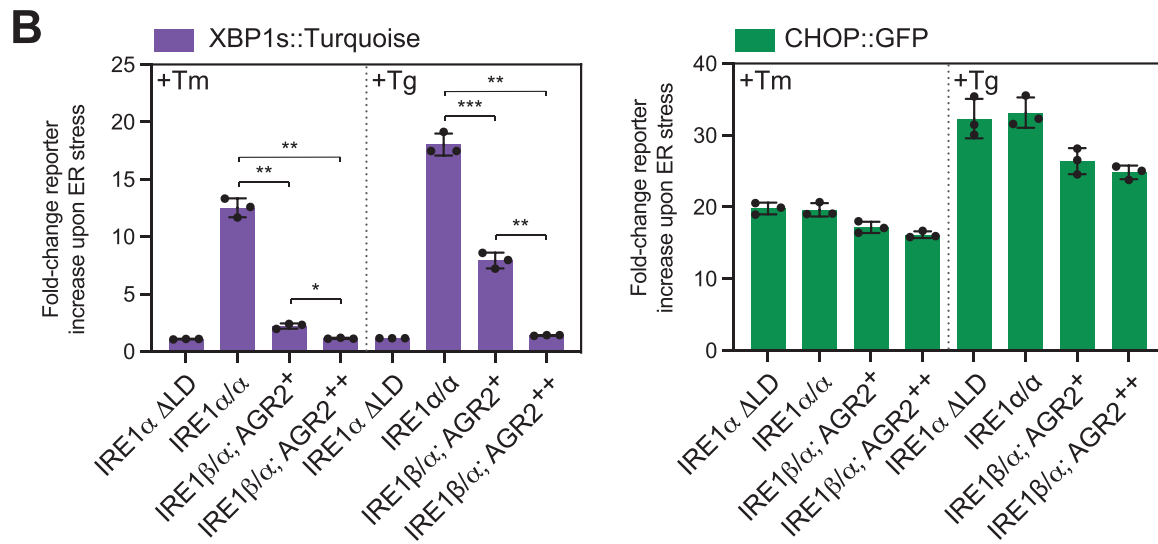 B
XBP1s::Turquoise
Fold-change reporter
increase upon ER stress
25
20
15
10
5
0
+Tm
+Tg
**
**
*
**
***
**
IRE1α ΔLD
IRE1α/α
IRE1β/α; AGR2⁺
IRE1β/α; AGR2⁺⁺
IRE1α ΔLD
IRE1α/α
IRE1β/α; AGR2⁺
IRE1β/α; AGR2⁺⁺
CHOP::GFP
Fold-change reporter
increase upon ER stress
40
30
20
10
0
+Tm
+Tg
IRE1α ΔLD
IRE1α/α
IRE1β/α; AGR2⁺
IRE1β/α; AGR2⁺⁺
IRE1α ΔLD
IRE1α/α
IRE1β/α; AGR2⁺
IRE1β/α; AGR2⁺⁺